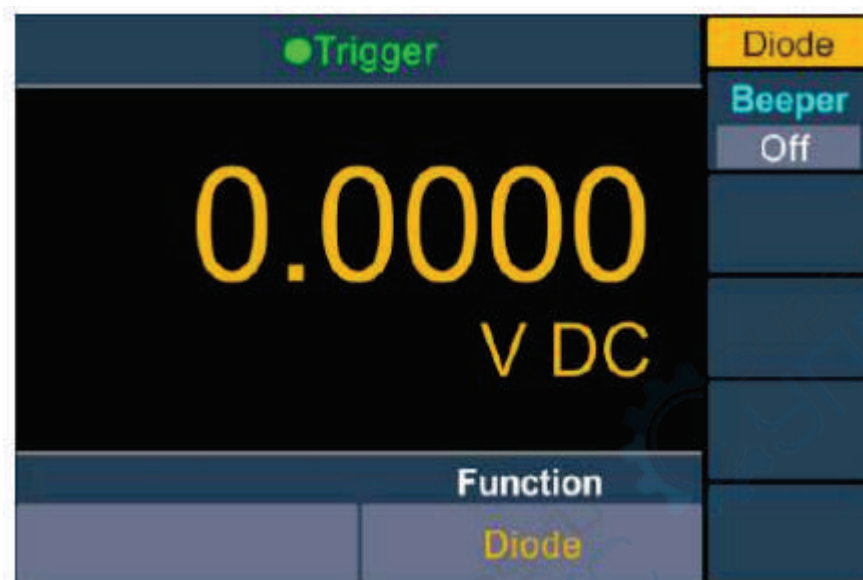 Trigger
Diode
Beeper
Off
0.0000
V DC
Function
Diode